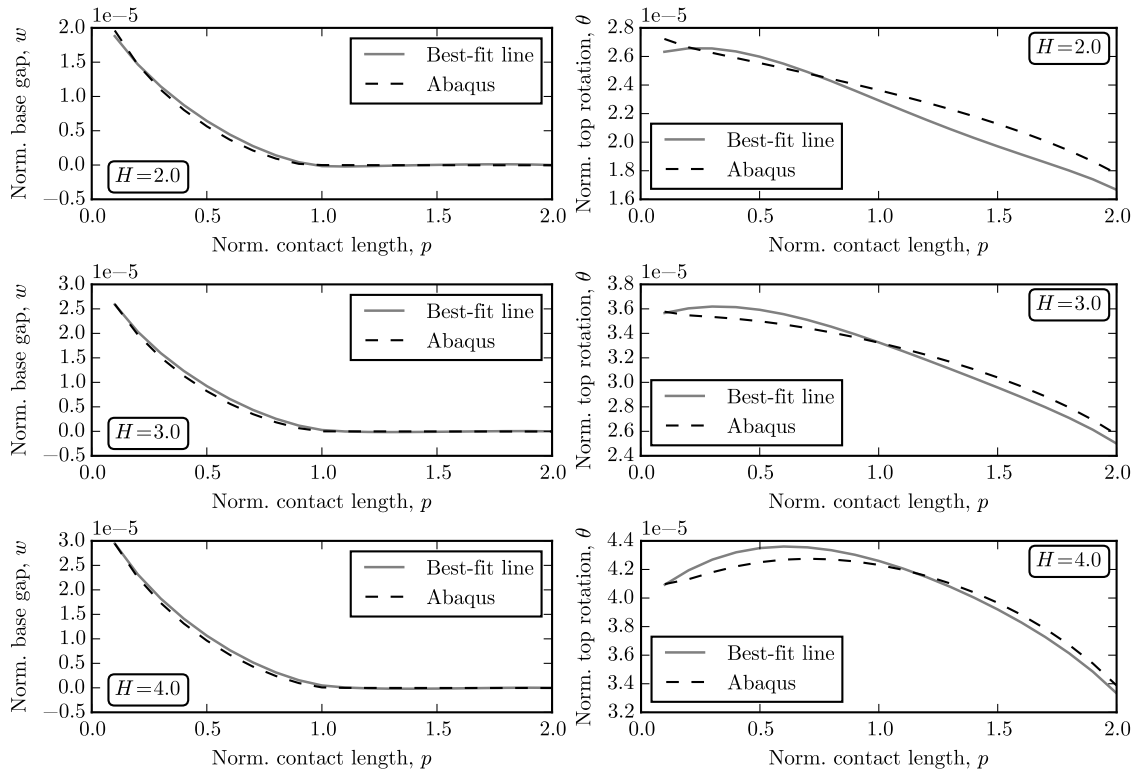 1e−5
Norm. base gap, w
2.0
1.5
1.0
0.5
0.0
−0.5
Best-fit line
Abaqus
H=2.0
0.0 0.5 1.0 1.5 2.0
Norm. contact length, p
1e−5
Norm. top rotation, θ
2.8
2.6
2.4
2.2
2.0
1.8
1.6
H=2.0
Best-fit line
Abaqus
0.0 0.5 1.0 1.5 2.0
Norm. contact length, p
1e−5
Norm. base gap, w
3.0
2.5
2.0
1.5
1.0
0.5
0.0
−0.5
Best-fit line
Abaqus
H=3.0
0.0 0.5 1.0 1.5 2.0
Norm. contact length, p
1e−5
Norm. top rotation, θ
3.8
3.6
3.4
3.2
3.0
2.8
2.6
2.4
H=3.0
Best-fit line
Abaqus
0.0 0.5 1.0 1.5 2.0
Norm. contact length, p
1e−5
Norm. base gap, w
3.0
2.5
2.0
1.5
1.0
0.5
0.0
−0.5
Best-fit line
Abaqus
H=4.0
0.0 0.5 1.0 1.5 2.0
Norm. contact length, p
1e−5
Norm. top rotation, θ
4.4
4.2
4.0
3.8
3.6
3.4
3.2
H=4.0
Best-fit line
Abaqus
0.0 0.5 1.0 1.5 2.0
Norm. contact length, p